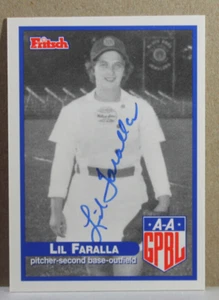 Fritsch
Lil Faralla
LIL FARALLA
pitcher-second base-outfield
A-A
GPBL